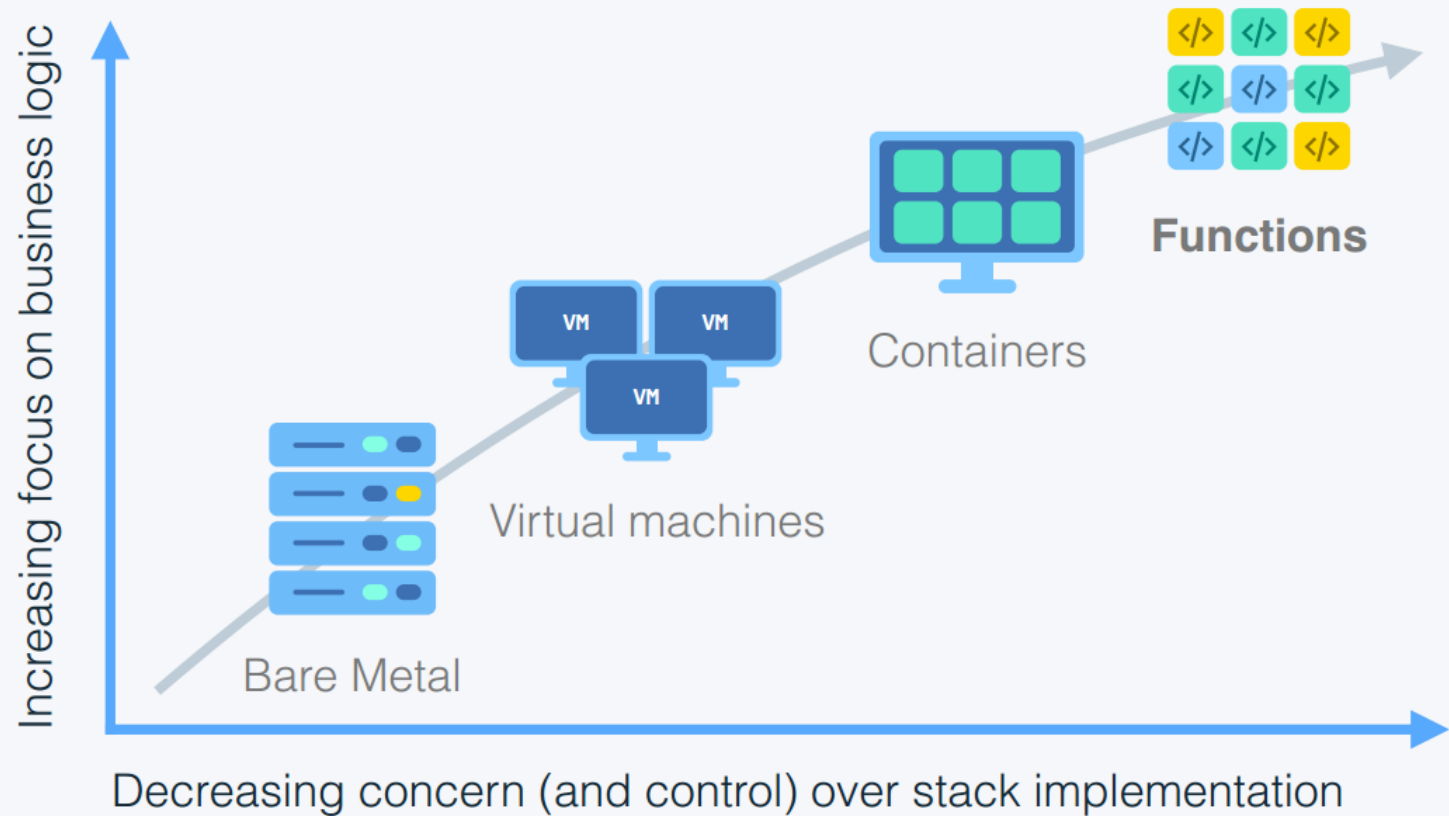 Increasing focus on business logic
</> </> </>
</> </> </>
</> </> </>
Functions
Containers
VM VM
VM
Virtual machines
Bare Metal
Decreasing concern (and control) over stack implementation